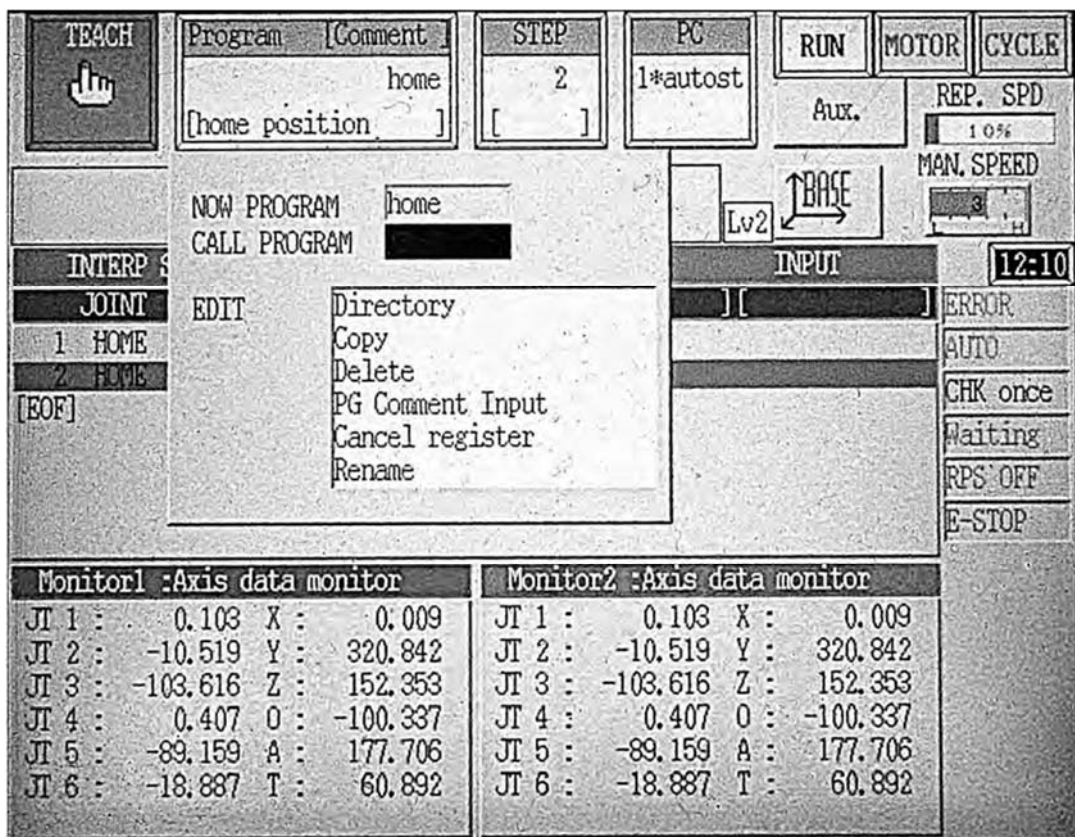 TEACH
Program [Comment ]
home
[home position ]
STEP
2
[ ]
PC
1*autost
RUN
MOTOR
CYCLE
Aux.
REP. SPD
10%
MAN. SPEED
3
L H
Lv2
BASE
NOW PROGRAM home
CALL PROGRAM
EDIT
Directory
Copy
Delete
PG Comment Input
Cancel register
Rename
INTERP S
INPUT
12:10
JOINT
][ ]
1 HOME
2 HOME
[EOF]
ERROR
AUTO
CHK once
Waiting
RPS OFF
E-STOP
Monitor1 :Axis data monitor
JT 1 : 0.103 X : 0.009
JT 2 : -10.519 Y : 320.842
JT 3 : -103.616 Z : 152.353
JT 4 : 0.407 O : -100.337
JT 5 : -89.159 A : 177.706
JT 6 : -18.887 T : 60.892
Monitor2 :Axis data monitor
JT 1 : 0.103 X : 0.009
JT 2 : -10.519 Y : 320.842
JT 3 : -103.616 Z : 152.353
JT 4 : 0.407 O : -100.337
JT 5 : -89.159 A : 177.706
JT 6 : -18.887 T : 60.892